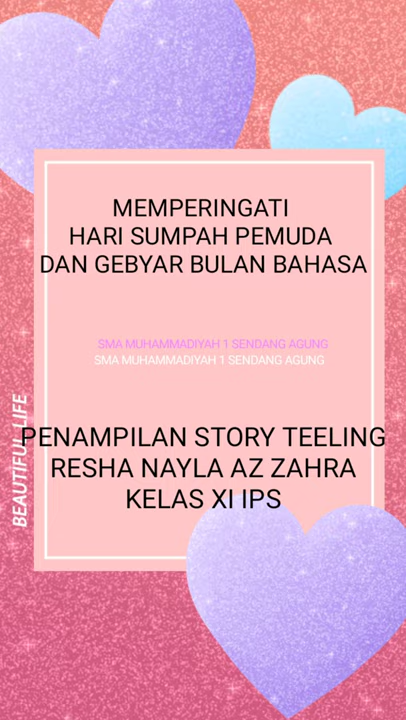 MEMPERINGATI
HARI SUMPAH PEMUDA
DAN GEBYAR BULAN BAHASA
SMA MUHAMMADIYAH 1 SENDANG AGUNG
SMA MUHAMMADIYAH 1 SENDANG AGUNG
BEAUTIFUL LIFE
PENAMPILAN STORY TEELING
RESHA NAYLA AZ ZAHRA
KELAS XI IPS